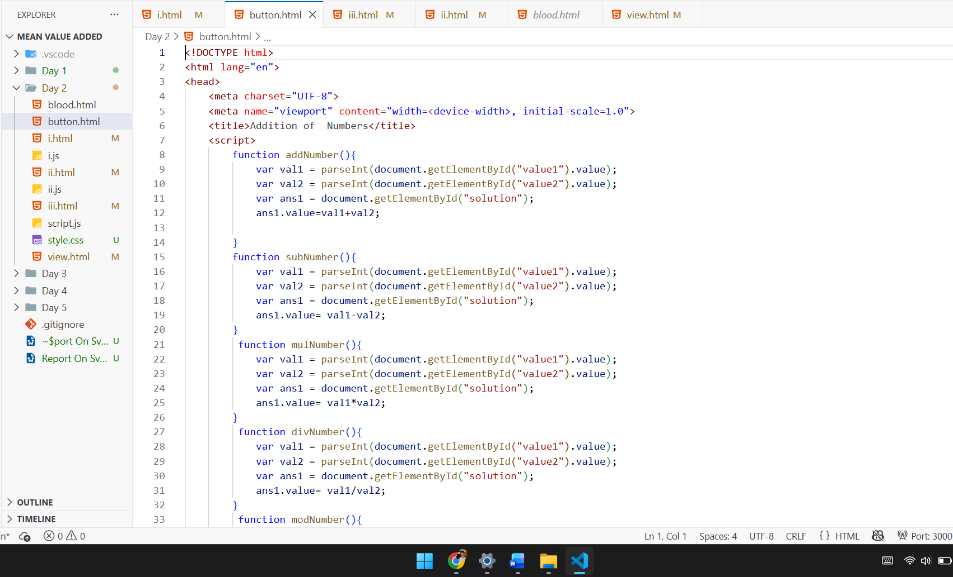 EXPLORER ···
MEAN VALUE ADDED
.vscode
Day 1
Day 2
blood.html
button.html
i.html M
i.js
ii.html M
ii.js
iii.html M
script.js
style.css U
view.html M
Day 3
Day 4
Day 5
.gitignore
~$port On Sv... U
Report On Sv... U
OUTLINE
TIMELINE
i.html M button.html × iii.html M ii.html M blood.html view.html M
Day 2 > button.html > ...
1 <!DOCTYPE html>
2 <html lang="en">
3 <head>
4 <meta charset="UTF-8">
5 <meta name="viewport" content="width=<device-width>, initial-scale=1.0">
6 <title>Addition of  Numbers</title>
7 <script>
8 function addNumber(){
9 var val1 = parseInt(document.getElementById("value1").value);
10 var val2 = parseInt(document.getElementById("value2").value);
11 var ans1 = document.getElementById("solution");
12 ans1.value=val1+val2;
13
14 }
15 function subNumber(){
16 var val1 = parseInt(document.getElementById("value1").value);
17 var val2 = parseInt(document.getElementById("value2").value);
18 var ans1 = document.getElementById("solution");
19 ans1.value= val1-val2;
20 }
21 function mulNumber(){
22 var val1 = parseInt(document.getElementById("value1").value);
23 var val2 = parseInt(document.getElementById("value2").value);
24 var ans1 = document.getElementById("solution");
25 ans1.value= val1*val2;
26 }
27 function divNumber(){
28 var val1 = parseInt(document.getElementById("value1").value);
29 var val2 = parseInt(document.getElementById("value2").value);
30 var ans1 = document.getElementById("solution");
31 ans1.value= val1/val2;
32 }
33 function modNumber(){
n* 0 0 Ln 1, Col 1 Spaces: 4 UTF-8 CRLF {} HTML Port: 3000